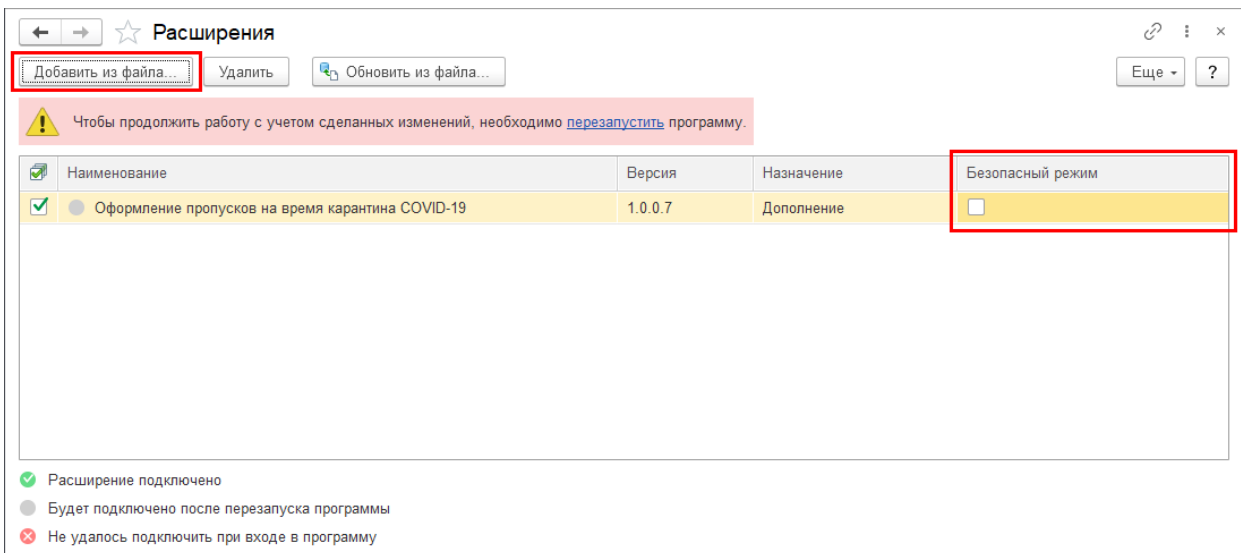 Расширения
Добавить из файла... Удалить Обновить из файла... Еще ?
Чтобы продолжить работу с учетом сделанных изменений, необходимо перезапустить программу.
Наименование Версия Назначение Безопасный режим
Оформление пропусков на время карантина COVID-19 1.0.0.7 Дополнение
Расширение подключено
Будет подключено после перезапуска программы
Не удалось подключить при входе в программу